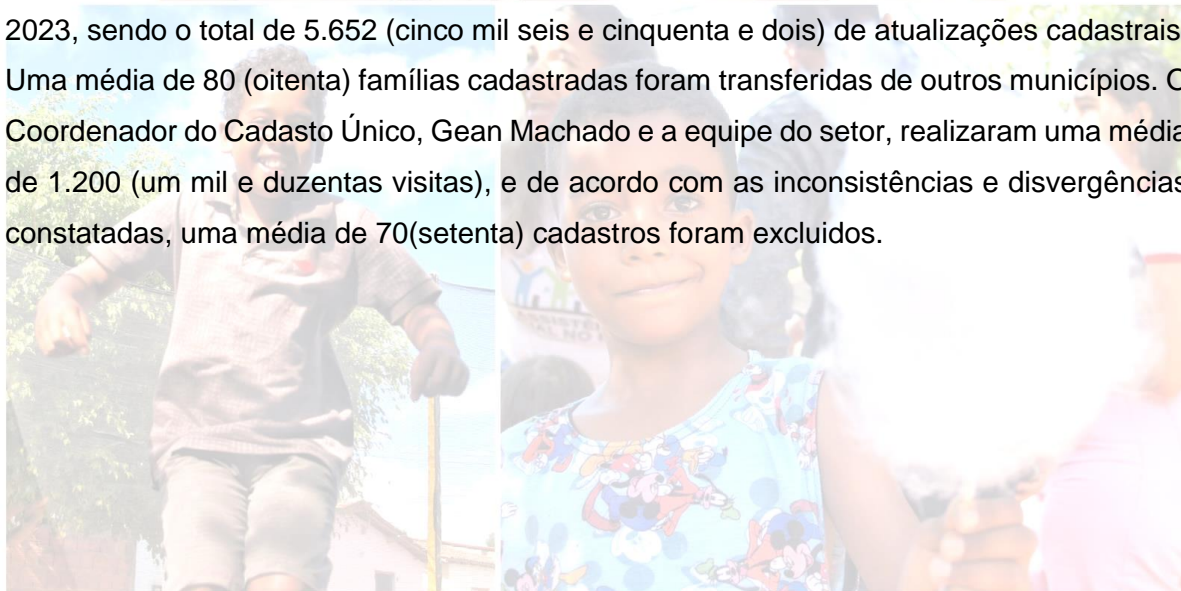 2023, sendo o total de 5.652 (cinco mil seis e cinquenta e dois) de atualizações cadastrais
Uma média de 80 (oitenta) famílias cadastradas foram transferidas de outros municípios. O
Coordenador do Cadasto Único, Gean Machado e a equipe do setor, realizaram uma média
de 1.200 (um mil e duzentas visitas), e de acordo com as inconsistências e disvergências
constatadas, uma média de 70(setenta) cadastros foram excluidos.